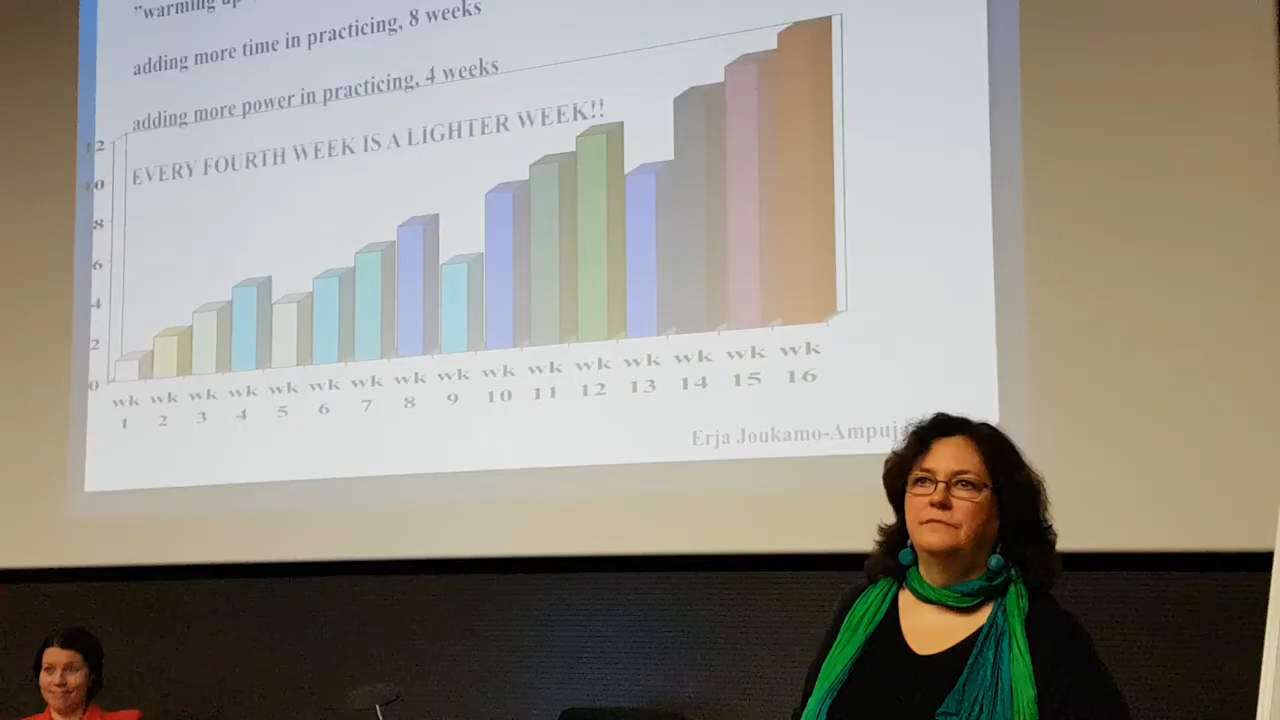 "warming up
adding more time in practicing, 8 weeks
adding more power in practicing, 4 weeks
EVERY FOURTH WEEK IS A LIGHTER WEEK!!
12
10
8
6
4
2
0
wk 1 wk 2 wk 3 wk 4 wk 5 wk 6 wk 7 wk 8 wk 9 wk 10 wk 11 wk 12 wk 13 wk 14 wk 15 wk 16
Erja Joukamo-Ampuja